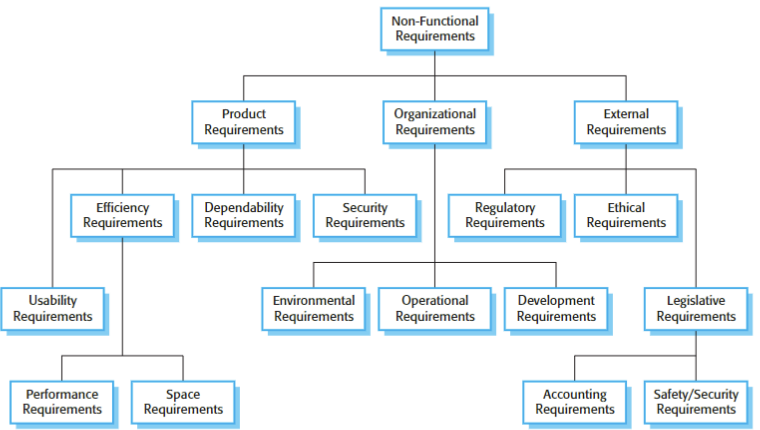 Non-Functional
Requirements
Product
Requirements
Organizational
Requirements
External
Requirements
Efficiency
Requirements
Dependability
Requirements
Security
Requirements
Regulatory
Requirements
Ethical
Requirements
Usability
Requirements
Environmental
Requirements
Operational
Requirements
Development
Requirements
Legislative
Requirements
Performance
Requirements
Space
Requirements
Accounting
Requirements
Safety/Security
Requirements